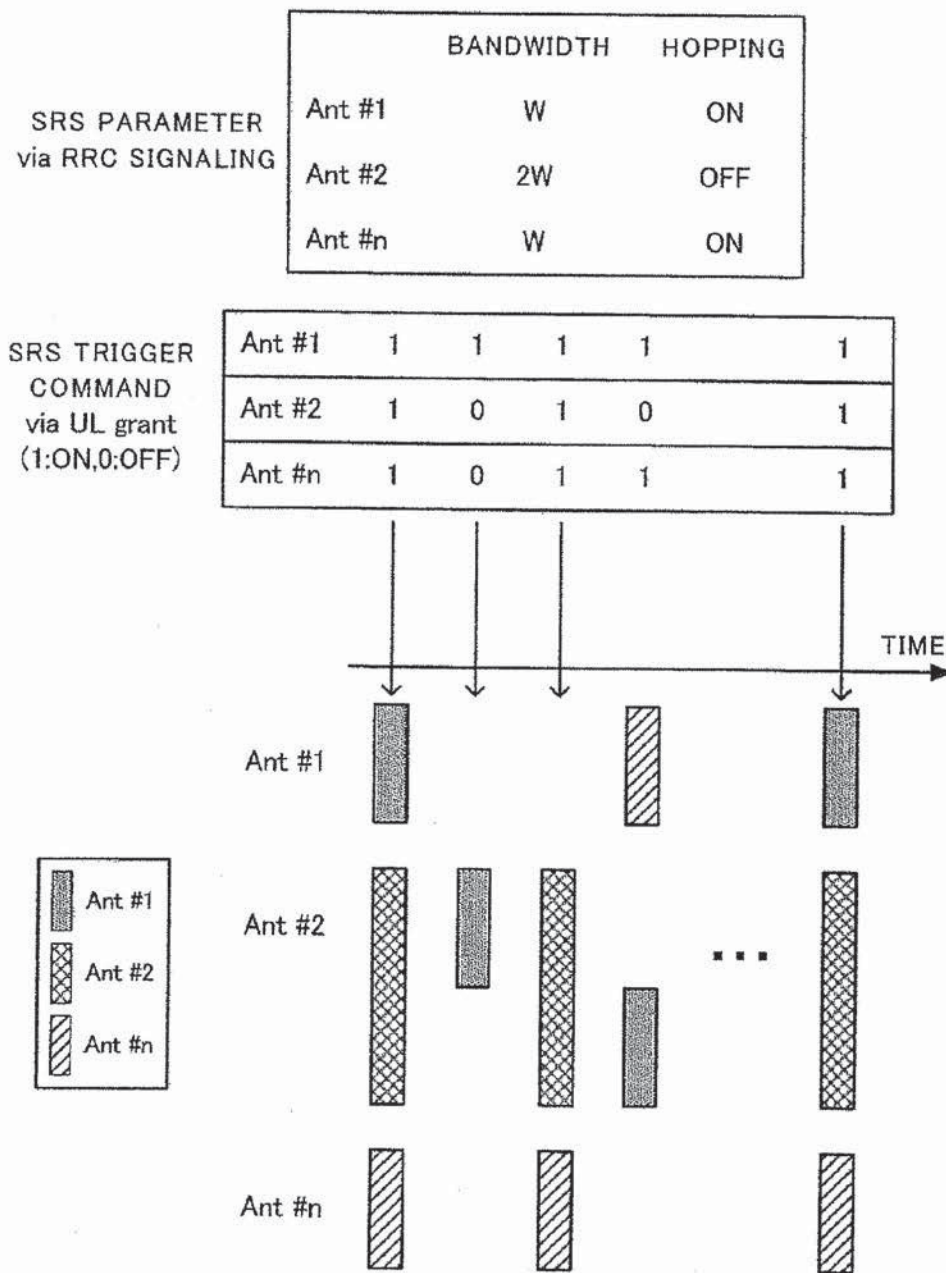 BANDWIDTH HOPPING
Ant #1 W ON
Ant #2 2W OFF
Ant #n W ON
SRS PARAMETER
via RRC SIGNALING
SRS TRIGGER
COMMAND
via UL grant
(1:ON,0:OFF)
Ant #1 1 1 1 1 1
Ant #2 1 0 1 0 1
Ant #n 1 0 1 1 1
TIME
Ant #1
Ant #2
...
Ant #n
Ant #1
Ant #2
Ant #n